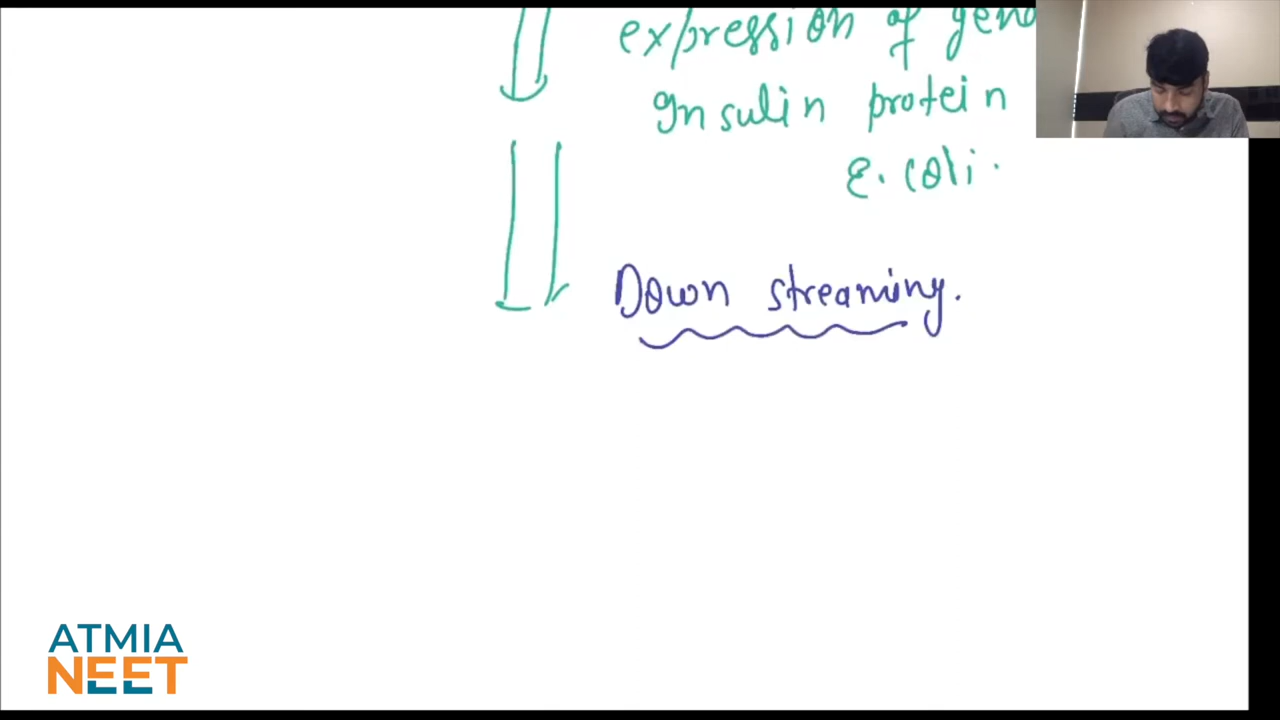 expression of gene
Insulin protein
E. coli.
Down streaming.
ATMIA
NEET